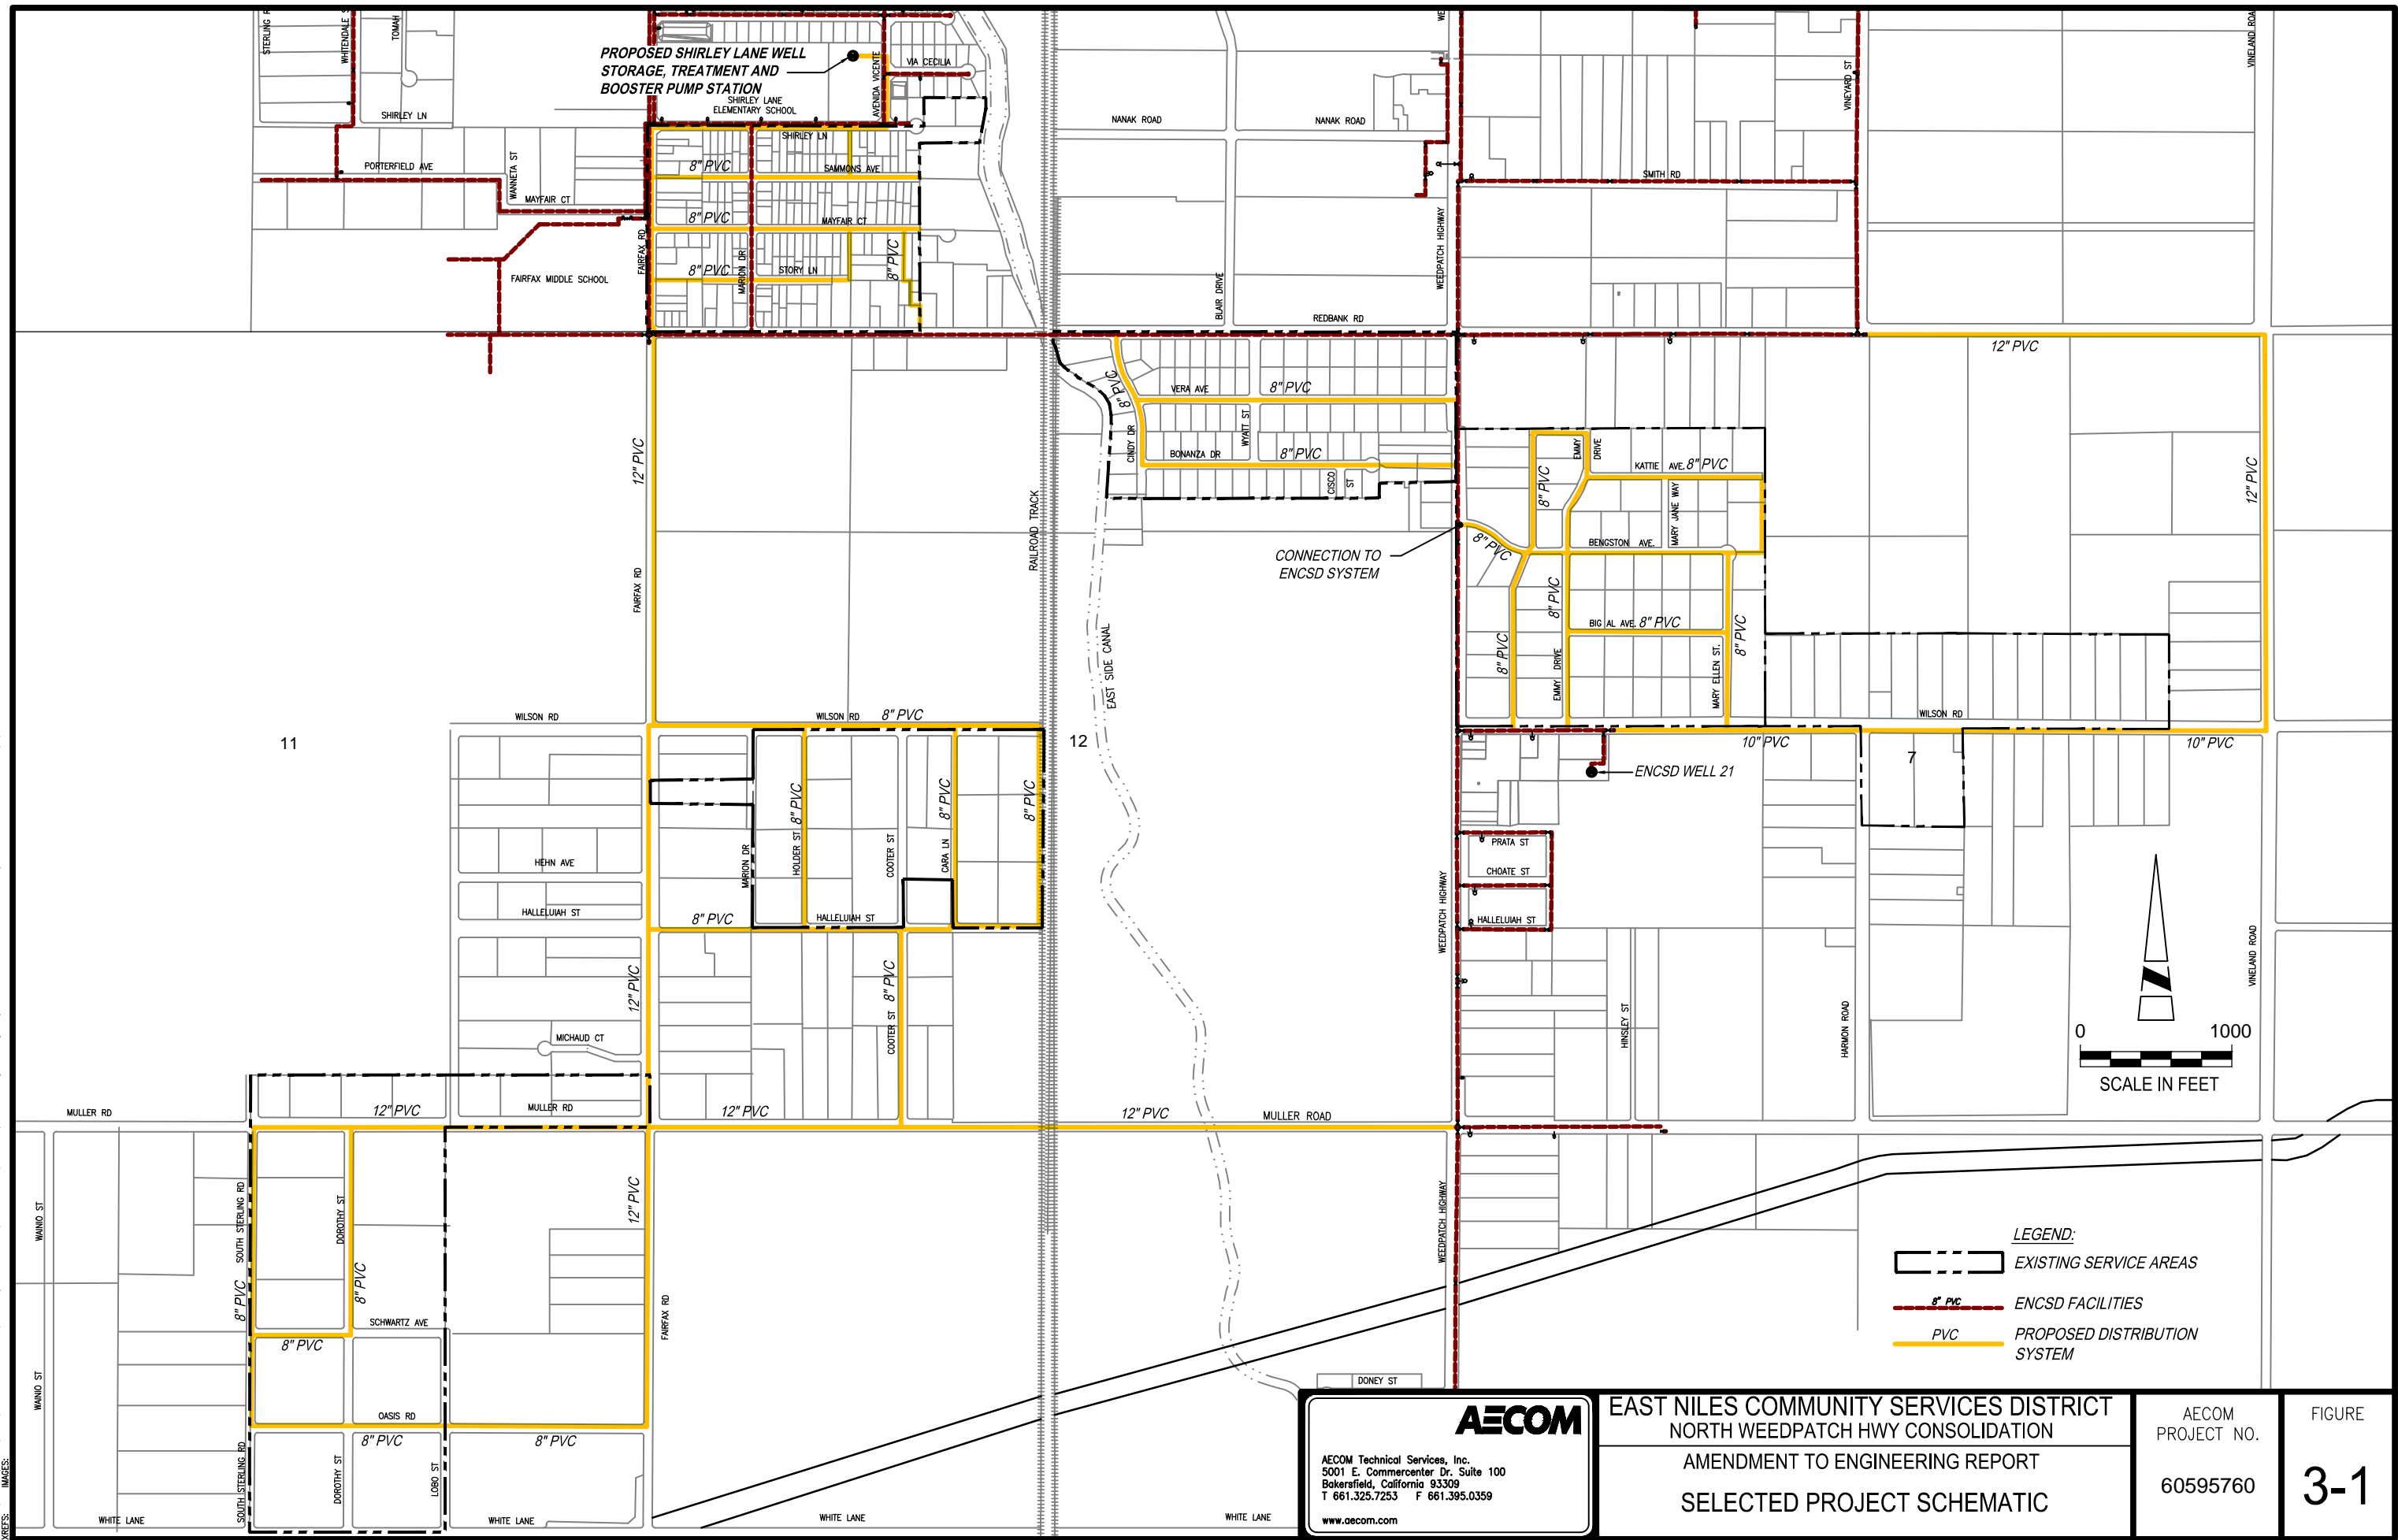 STERLING R
WHITENDALE S
TOMAH
PROPOSED SHIRLEY LANE WELL
STORAGE, TREATMENT AND
BOOSTER PUMP STATION
AVENIDA VICENTE
VIA CECILIA
SHIRLEY LANE
ELEMENTARY SCHOOL
WE
VINEYARD ST
VINELAND ROA
SHIRLEY LN
SHIRLEY LN
NANAK ROAD
NANAK ROAD
PORTERFIELD AVE
WANNETA ST
MAYFAIR CT
8" PVC
SAMMONS AVE
SMITH RD
8" PVC
MAYFAIR CT
FAIRFAX RD
MARION DR
8" PVC
STORY LN
8" PVC
FAIRFAX MIDDLE SCHOOL
BLAIR DRIVE
WEEDPATCH HIGHWAY
REDBANK RD
12" PVC
12" PVC
8" PVC
VERA AVE
8" PVC
CINDY DR
WYATT ST
BONANZA DR
8" PVC
CISCO
ST
EMMY
DRIVE
KATTIE AVE.
8" PVC
8" PVC
MARY JANE WAY
12" PVC
RAILROAD TRACK
CONNECTION TO
ENCSD SYSTEM
8" PVC
BENGSTON AVE.
FAIRFAX RD
EAST SIDE CANAL
8" PVC
BIG AL AVE.
8" PVC
8" PVC
8" PVC
EMMY DRIVE
MARY ELLEN ST.
WILSON RD
WILSON RD
8" PVC
WILSON RD
11
12
10" PVC
7
10" PVC
ENCSD WELL 21
8" PVC
8" PVC
8" PVC
MARION DR
HOLDER ST
COOTER ST
CARA LN
HEHN AVE
PRATA ST
CHOATE ST
HALLELUIAH ST
8" PVC
HALLELUIAH ST
WEEDPATCH HIGHWAY
HALLELUIAH ST
VINELAND ROAD
12" PVC
8" PVC
COOTER ST
MICHAUD CT
HINSLEY ST
HARMON ROAD
0
1000
SCALE IN FEET
MULLER RD
12" PVC
MULLER RD
12" PVC
12" PVC
MULLER ROAD
WAINIO ST
SOUTH STERLING RD
DOROTHY ST
12" PVC
WEEDPATCH HIGHWAY
8" PVC
8" PVC
SCHWARTZ AVE
8" PVC
FAIRFAX RD
LEGEND:
EXISTING SERVICE AREAS
8" PVC
ENCSD FACILITIES
PVC
PROPOSED DISTRIBUTION
SYSTEM
WAINIO ST
OASIS RD
8" PVC
8" PVC
DONEY ST
SOUTH STERLING RD
DOROTHY ST
LOBO ST
WHITE LANE
WHITE LANE
WHITE LANE
WHITE LANE
XREFS:
IMAGES:
AECOM
AECOM Technical Services, Inc.
5001 E. Commercenter Dr. Suite 100
Bakersfield, California 93309
T 661.325.7253 F 661.395.0359
www.aecom.com
EAST NILES COMMUNITY SERVICES DISTRICT
NORTH WEEDPATCH HWY CONSOLIDATION
AMENDMENT TO ENGINEERING REPORT
SELECTED PROJECT SCHEMATIC
AECOM
PROJECT NO.
60595760
FIGURE
3-1